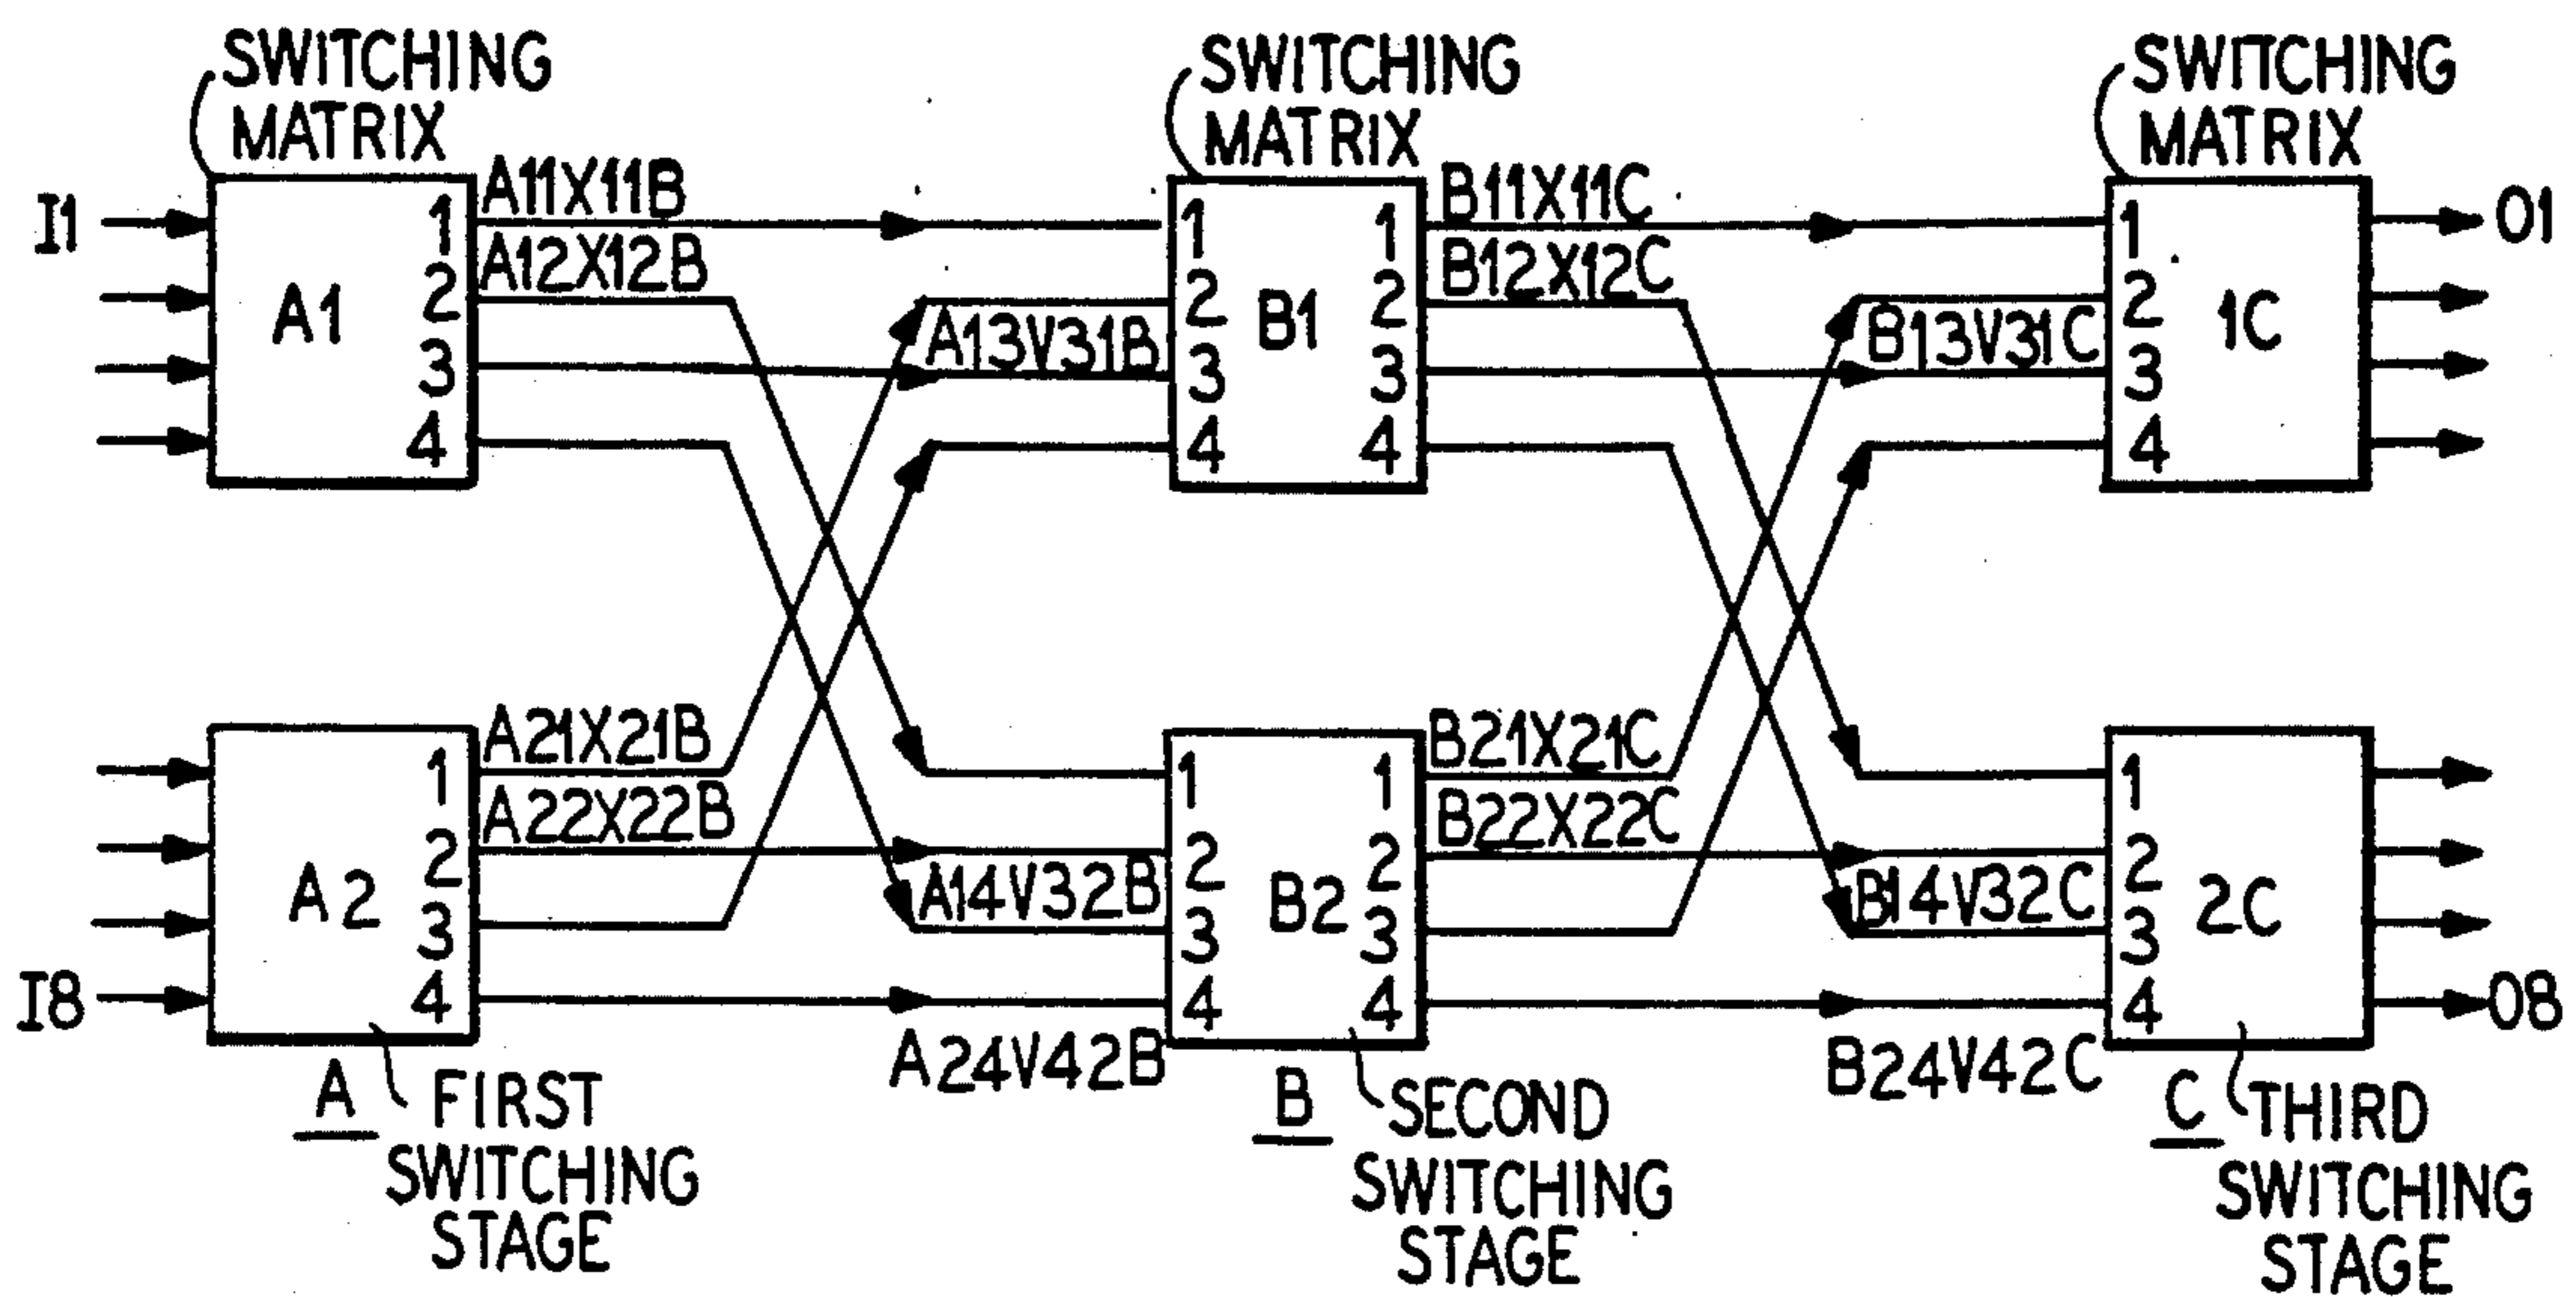 SWITCHING
MATRIX
SWITCHING
MATRIX
SWITCHING
MATRIX
I1
A1
1
2
3
4
A11X11B
A12X12B
A13V31B
1
2
3
4
B1
1
2
3
4
B11X11C
B12X12C
B13V31C
1
2
3
4
1C
O1
I8
A2
1
2
3
4
A21X21B
A22X22B
A14V32B
A24V42B
1
2
3
4
B2
1
2
3
4
B21X21C
B22X22C
B14V32C
B24V42C
1
2
3
4
2C
O8
A
FIRST
SWITCHING
STAGE
B
SECOND
SWITCHING
STAGE
C
THIRD
SWITCHING
STAGE